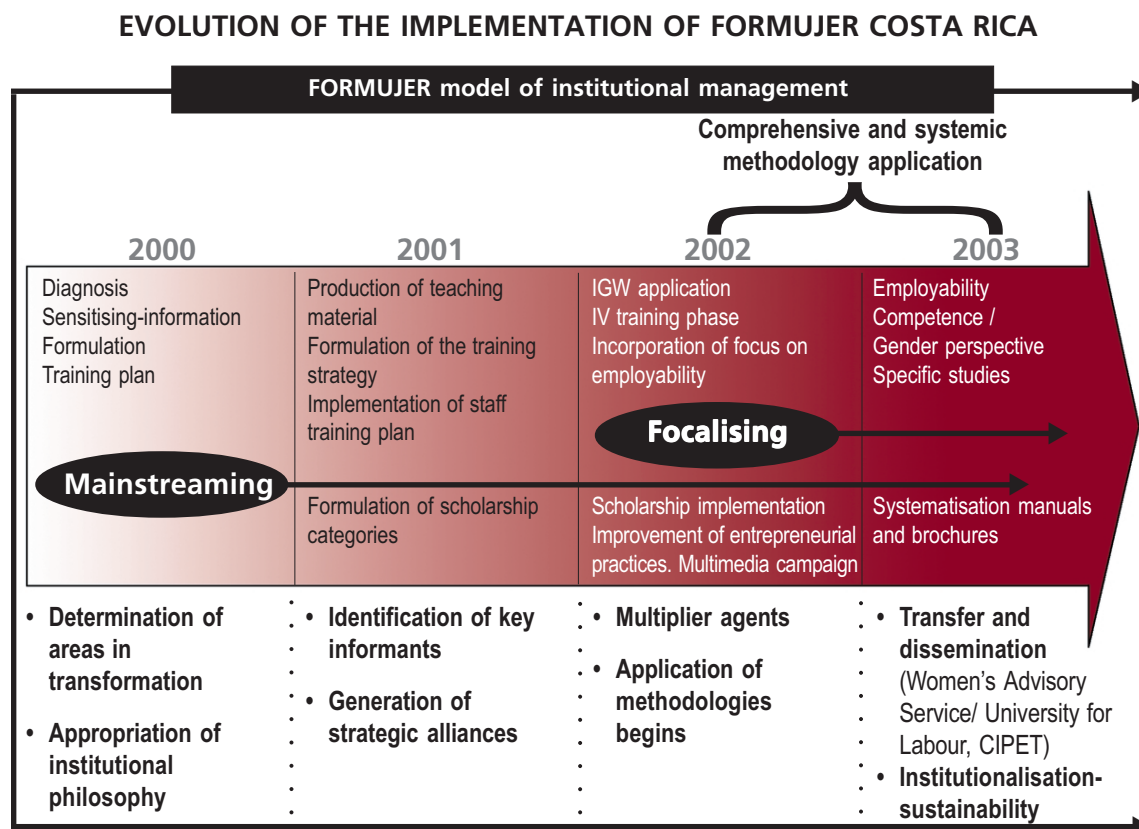 EVOLUTION OF THE IMPLEMENTATION OF FORMUJER COSTA RICA
FORMUJER model of institutional management
Comprehensive and systemic
methodology application
2000
2001
2002
2003
Diagnosis
Sensitising-information
Formulation
Training plan
Production of teaching
material
Formulation of the training
strategy
Implementation of staff
training plan
IGW application
IV training phase
Incorporation of focus on
employability
Employability
Competence /
Gender perspective
Specific studies
Focalising
Mainstreaming
Formulation of scholarship
categories
Scholarship implementation
Improvement of entrepreneurial
practices. Multimedia campaign
Systematisation manuals
and brochures
• Determination of
areas in
transformation
• Appropriation of
institutional
philosophy
• Identification of key
informants
• Generation of
strategic alliances
• Multiplier agents
• Application of
methodologies
begins
• Transfer and
dissemination
(Women's Advisory
Service/ University for
Labour, CIPET)
• Institutionalisation-
sustainability